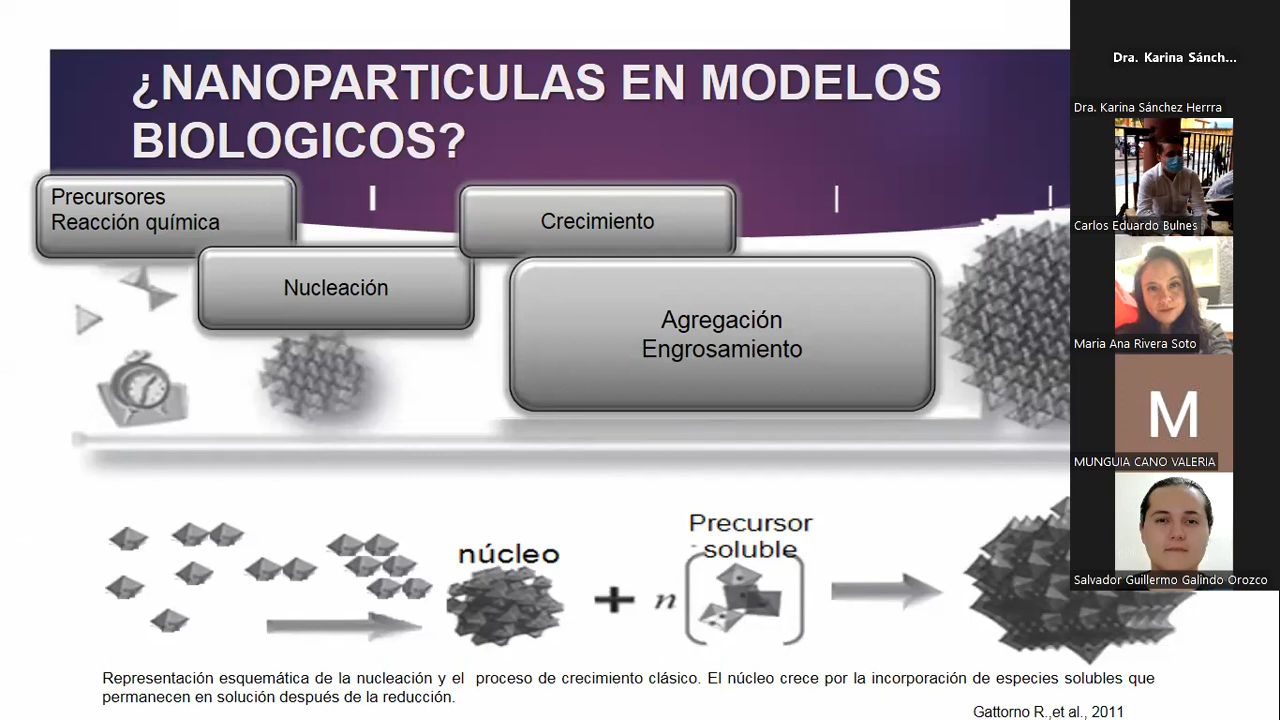 ¿NANOPARTICULAS EN MODELOS
BIOLOGICOS?
Precursores
Reacción química
Nucleación
Crecimiento
Agregación
Engrosamiento
núcleo
+ n
Precursor
soluble
Representación esquemática de la nucleación y el proceso de crecimiento clásico. El núcleo crece por la incorporación de especies solubles que
permanecen en solución después de la reducción.
Gattorno R.,et al., 2011
Dra. Karina Sánch...
Dra. Karina Sánchez Herrra
Carlos Eduardo Bulnes
Maria Ana Rivera Soto
M
MUNGUIA CANO VALERIA
Salvador Guillermo Galindo Orozco